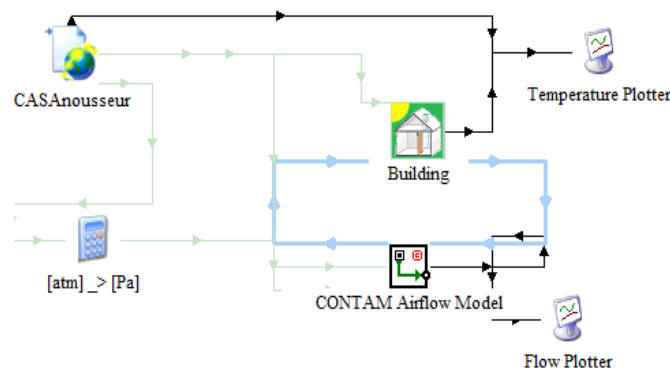 CASAnousseur
Temperature Plotter
Building
[atm] _> [Pa]
CONTAM Airflow Model
Flow Plotter